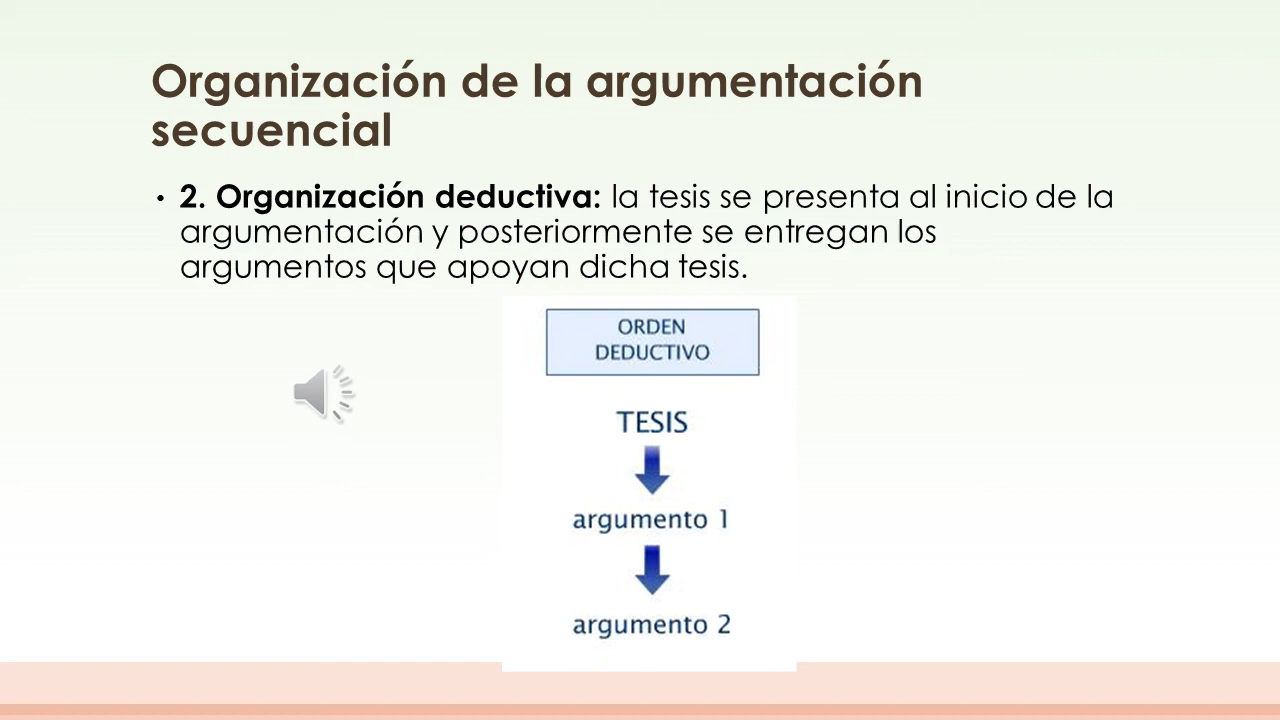 Organización de la argumentación
secuencial
• 2. Organización deductiva: la tesis se presenta al inicio de la
argumentación y posteriormente se entregan los
argumentos que apoyan dicha tesis.
ORDEN
DEDUCTIVO
TESIS
argumento 1
argumento 2